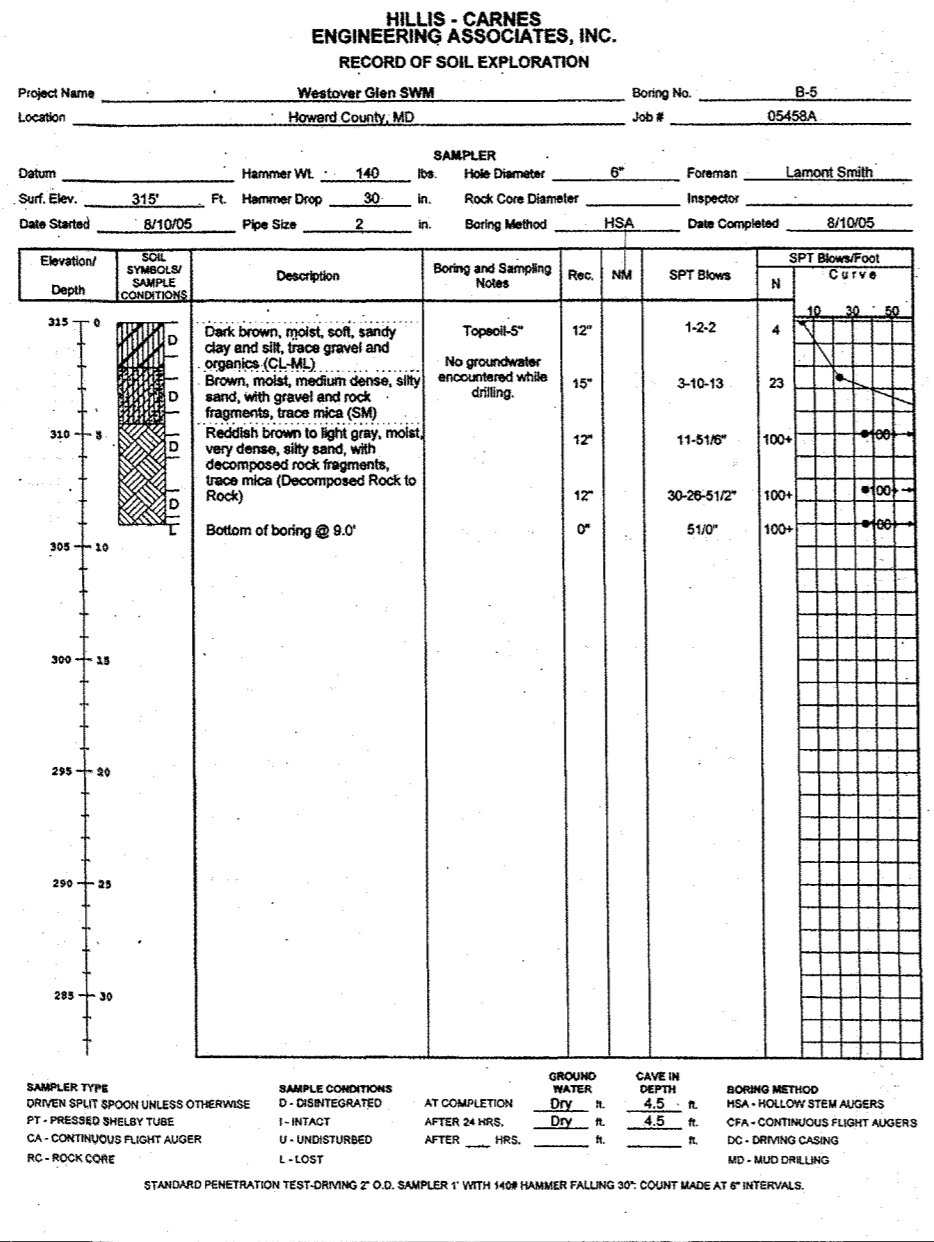 HILLIS - CARNES
ENGINEERING ASSOCIATES, INC.
RECORD OF SOIL EXPLORATION
Project Name Westover Glen SWM Boring No. B-5
Location Howard County, MD Job # 05458A
SAMPLER
Datum Hammer Wt. 140 lbs. Hole Diameter 6" Foreman Lamont Smith
Surf. Elev. 315' Ft. Hammer Drop 30 in. Rock Core Diameter Inspector
Date Started 8/10/05 Pipe Size 2 in. Boring Method HSA Date Completed 8/10/05
Elevation/
Depth
SOIL
SYMBOLS/
SAMPLE
CONDITIONS
Description
Boring and Sampling
Notes
Rec.
NM
SPT Blows
SPT Blows/Foot
N
Curve
10 30 50
315 0
Dark brown, moist, soft, sandy
clay and silt, trace gravel and
organics (CL-ML)
D
Topsoil-5"
12"
1-2-2
4
No groundwater
encountered while
drilling.
Brown, moist, medium dense, silty
sand, with gravel and rock
fragments, trace mica (SM)
D
15"
3-10-13
23
310 5
Reddish brown to light gray, moist,
very dense, silty sand, with
decomposed rock fragments,
trace mica (Decomposed Rock to
Rock)
D
12"
11-51/6"
100+
100+
D
12"
30-26-51/2"
100+
100+
L
Bottom of boring @ 9.0'
0"
51/0"
100+
100+
305 10
300 15
295 20
290 25
285 30
SAMPLER TYPE
DRIVEN SPLIT SPOON UNLESS OTHERWISE
PT - PRESSED SHELBY TUBE
CA - CONTINUOUS FLIGHT AUGER
RC - ROCK CORE
SAMPLE CONDITIONS
D - DISINTEGRATED
I - INTACT
U - UNDISTURBED
L - LOST
GROUND
WATER
CAVE IN
DEPTH
AT COMPLETION Dry ft. 4.5 ft.
AFTER 24 HRS. Dry ft. 4.5 ft.
AFTER HRS. ft. ft.
BORING METHOD
HSA - HOLLOW STEM AUGERS
CFA - CONTINUOUS FLIGHT AUGERS
DC - DRIVING CASING
MD - MUD DRILLING
STANDARD PENETRATION TEST-DRIVING 2" O.D. SAMPLER 1' WITH 140# HAMMER FALLING 30": COUNT MADE AT 6" INTERVALS.